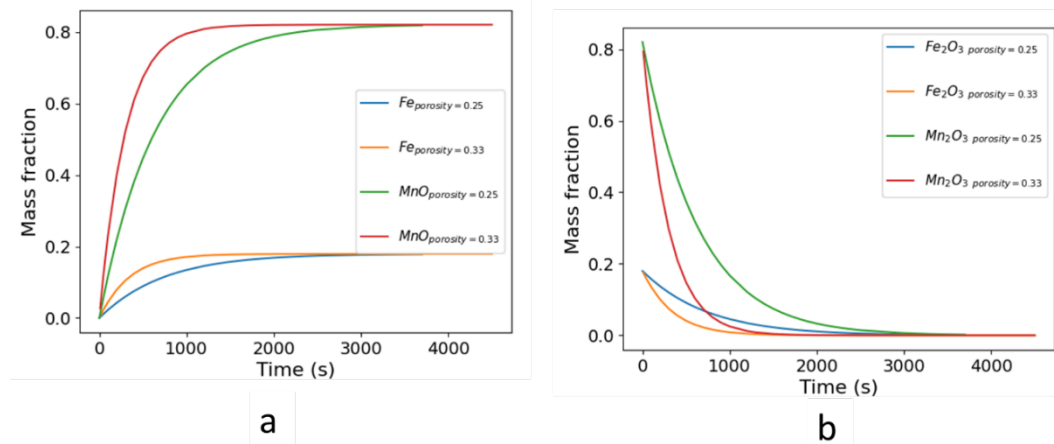 0.8
0.6
0.4
0.2
0.0
Mass fraction
Fe porosity=0.25
Fe porosity=0.33
MnO porosity=0.25
MnO porosity=0.33
0 1000 2000 3000 4000
Time (s)
a
0.8
0.6
0.4
0.2
0.0
Mass fraction
Fe₂O₃ porosity=0.25
Fe₂O₃ porosity=0.33
Mn₂O₃ porosity=0.25
Mn₂O₃ porosity=0.33
0 1000 2000 3000 4000
Time (s)
b